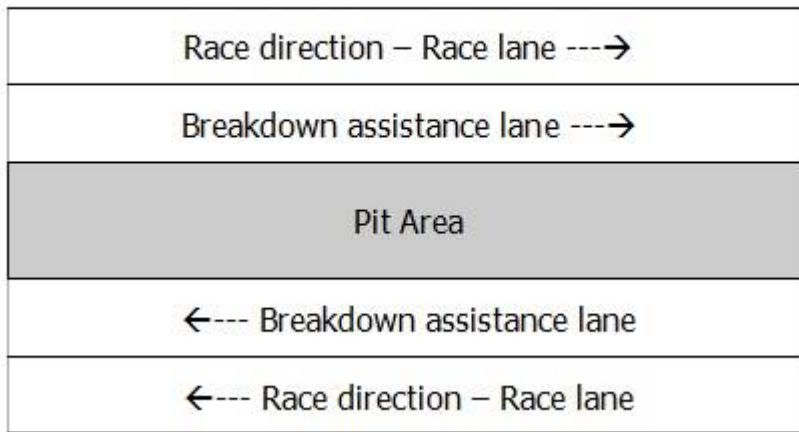 Race direction – Race lane ---→
Breakdown assistance lane ---→
Pit Area
←--- Breakdown assistance lane
←--- Race direction – Race lane